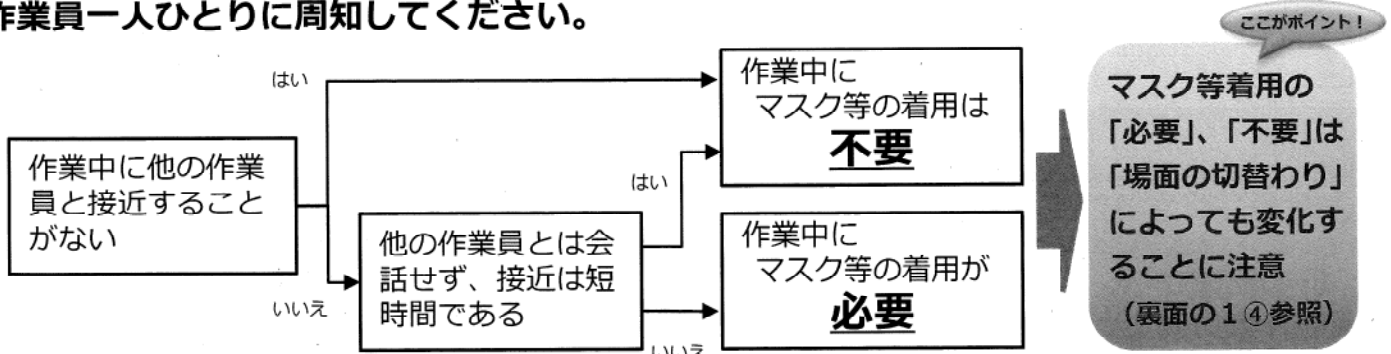 作業員一人ひとりに周知してください。
ここがポイント！
はい
作業中に
マスク等の着用は
不要
作業中に他の作業
員と接近すること
がない
はい
いいえ
他の作業員とは会
話せず、接近は短
時間である
いいえ
作業中に
マスク等の着用が
必要
マスク等着用の
「必要」、「不要」は
「場面の切替わり」
によっても変化す
ることに注意
（裏面の１④参照）